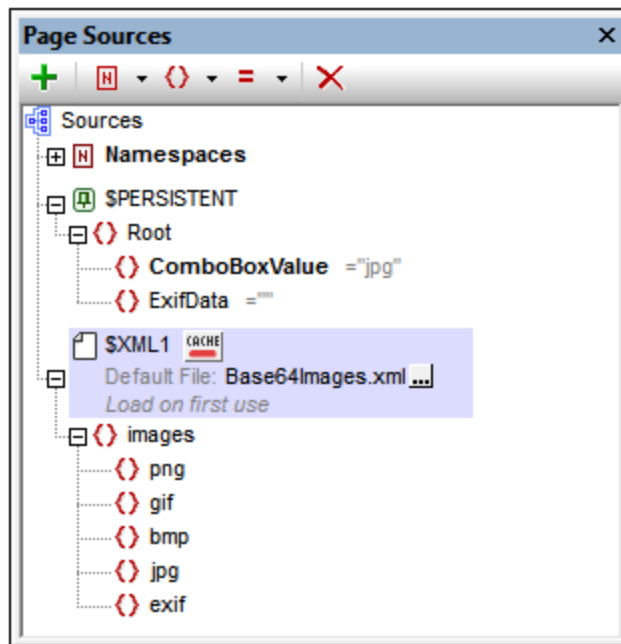 Page Sources
N {} =
Sources
N Namespaces
$PERSISTENT
{} Root
{} ComboBoxValue ="jpg"
{} ExifData =""
$XML1 CACHE
Default File: Base64Images.xml ...
Load on first use
{} images
{} png
{} gif
{} bmp
{} jpg
{} exif